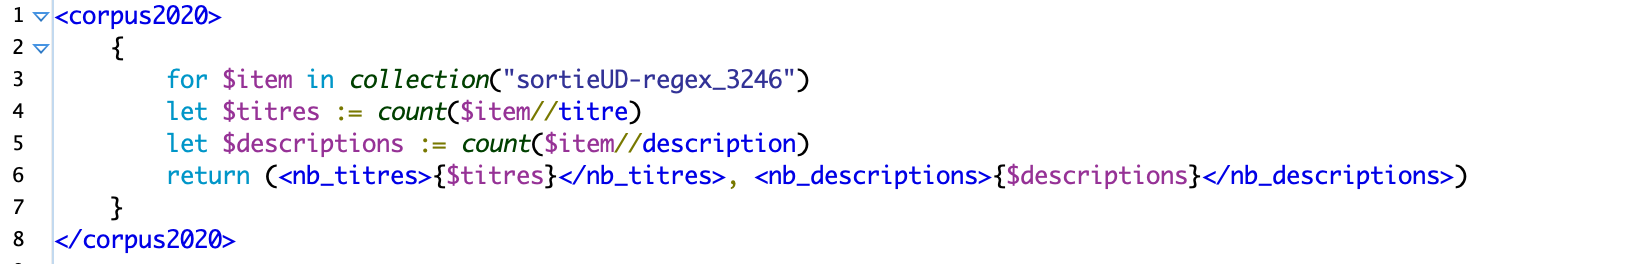 1 <corpus2020>
2 {
3 for $item in collection("sortieUD-regex_3246")
4 let $titres := count($item//titre)
5 let $descriptions := count($item//description)
6 return (<nb_titres>{$titres}</nb_titres>, <nb_descriptions>{$descriptions}</nb_descriptions>)
7 }
8 </corpus2020>